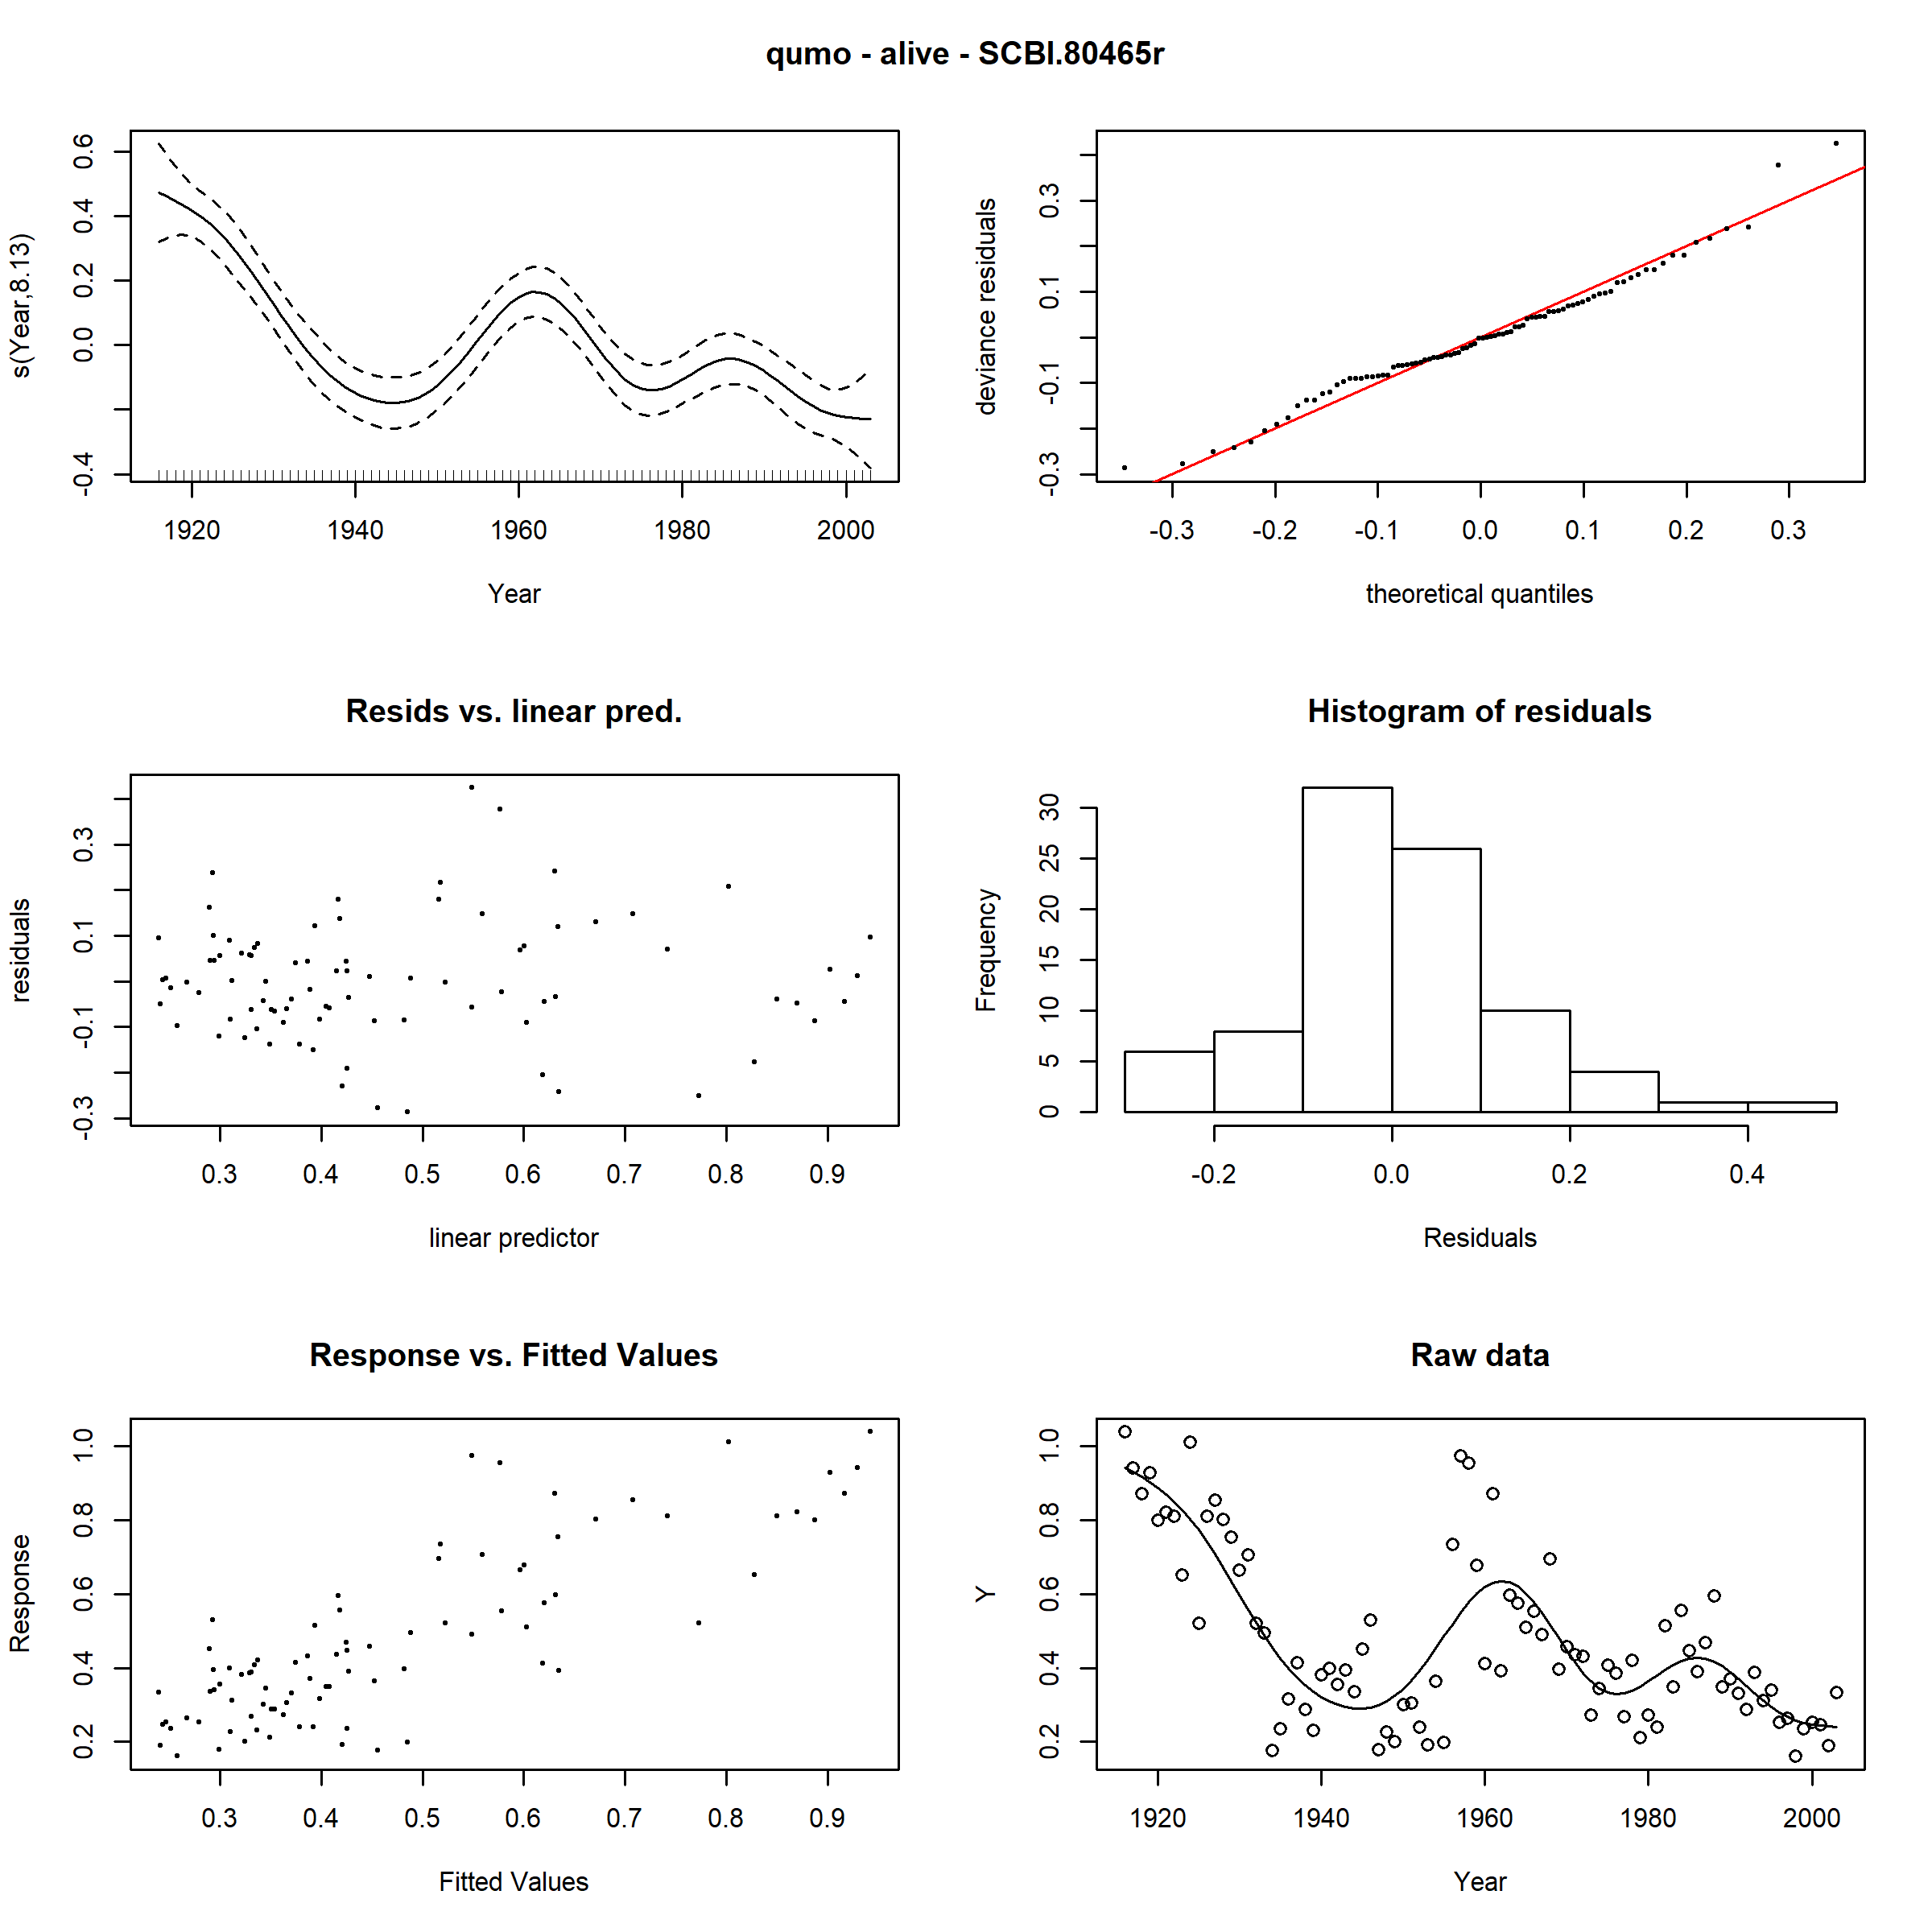 qumo - alive - SCBI.80465r
s(Year,8.13)
0.6
0.4
0.2
0.0
-0.4
1920 1940 1960 1980 2000
Year
deviance residuals
0.3
0.1
-0.1
-0.3
-0.3 -0.2 -0.1 0.0 0.1 0.2 0.3
theoretical quantiles
Resids vs. linear pred.
residuals
0.3
0.1
-0.1
-0.3
0.3 0.4 0.5 0.6 0.7 0.8 0.9
linear predictor
Histogram of residuals
Frequency
30
25
20
15
10
5
0
-0.2 0.0 0.2 0.4
Residuals
Response vs. Fitted Values
Response
1.0
0.8
0.6
0.4
0.2
0.3 0.4 0.5 0.6 0.7 0.8 0.9
Fitted Values
Raw data
Y
1.0
0.8
0.6
0.4
0.2
1920 1940 1960 1980 2000
Year